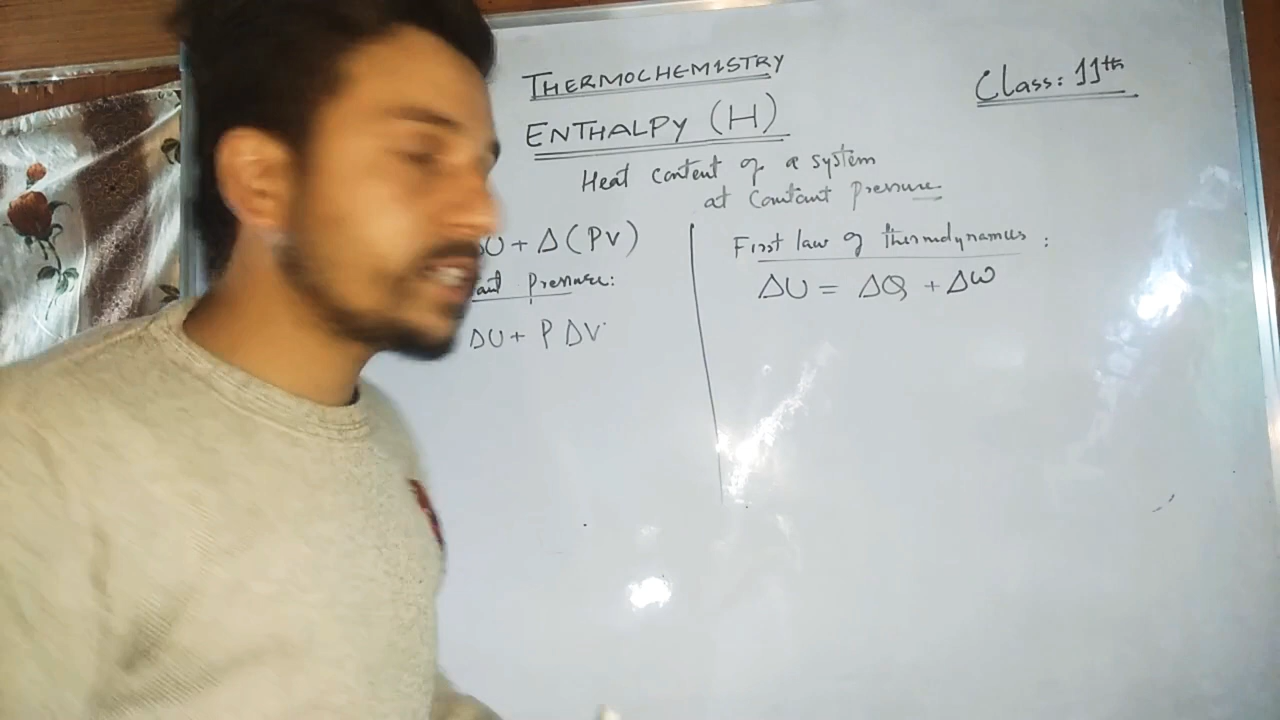 THERMOCHEMISTRY
Class: 11th
ENTHALPY (H)
Heat content of a system
at Constant Pressure
ΔU + Δ(PV)
Pressure:
ΔU + P ΔV
First law of thermodynamics :
ΔU = ΔQ + ΔW